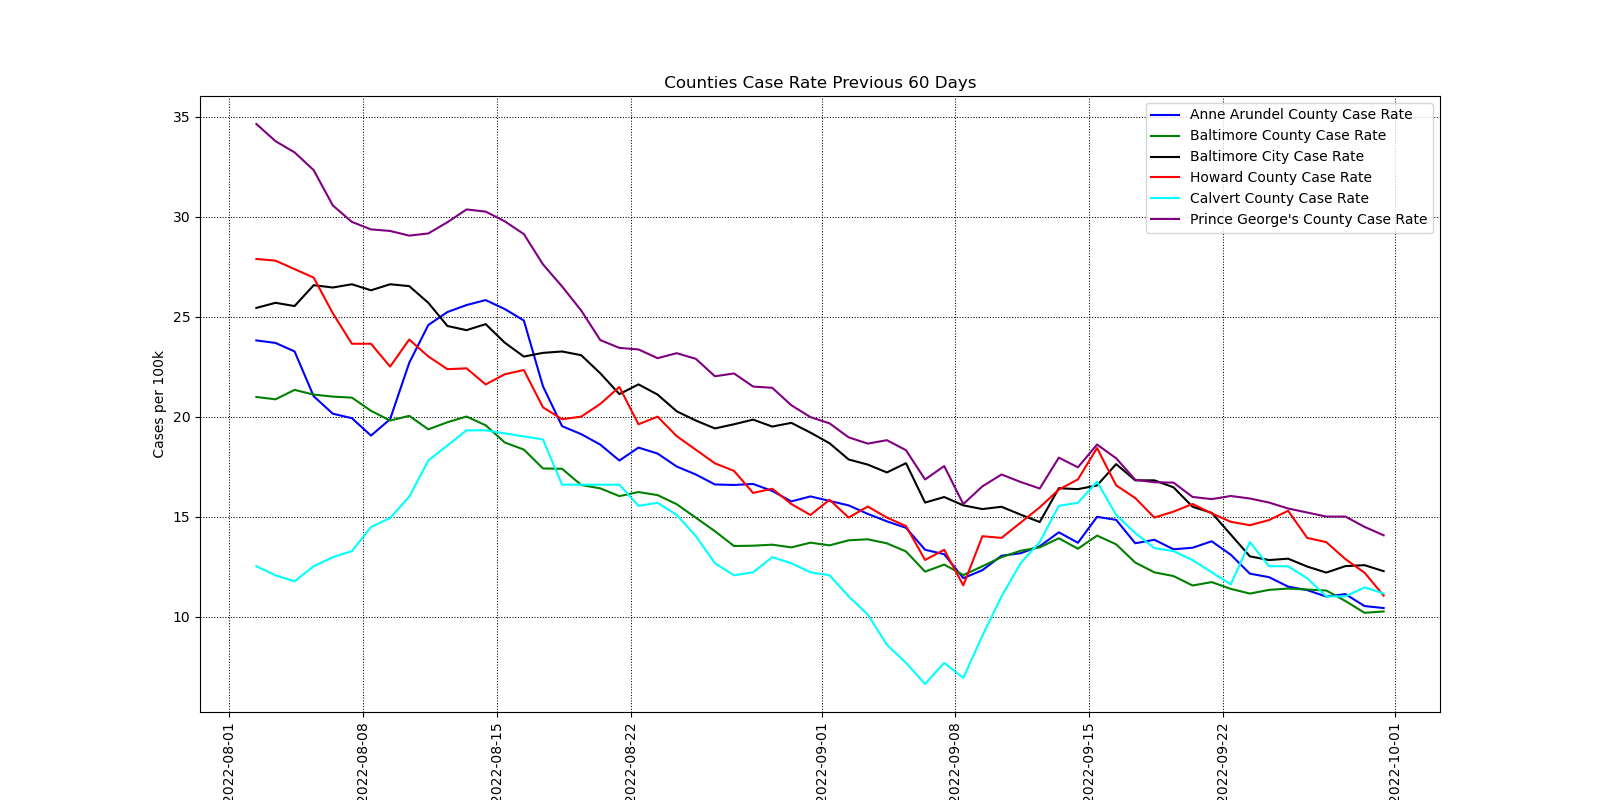 Counties Case Rate Previous 60 Days
35
30
25
20
15
10
Cases per 100k
Anne Arundel County Case Rate
Baltimore County Case Rate
Baltimore City Case Rate
Howard County Case Rate
Calvert County Case Rate
Prince George's County Case Rate
2022-08-01
2022-08-08
2022-08-15
2022-08-22
2022-09-01
2022-09-08
2022-09-15
2022-09-22
2022-10-01